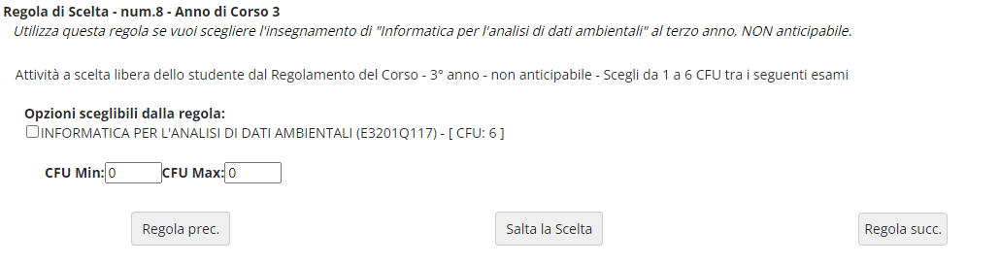 Regola di Scelta - num.8 - Anno di Corso 3
Utilizza questa regola se vuoi scegliere l'insegnamento di "Informatica per l'analisi di dati ambientali" al terzo anno, NON anticipabile.
Attività a scelta libera dello studente dal Regolamento del Corso - 3° anno - non anticipabile - Scegli da 1 a 6 CFU tra i seguenti esami
Opzioni sceglibili dalla regola:
INFORMATICA PER L'ANALISI DI DATI AMBIENTALI (E3201Q117) - [ CFU: 6 ]
CFU Min: 0 CFU Max: 0
Regola prec. Salta la Scelta Regola succ.